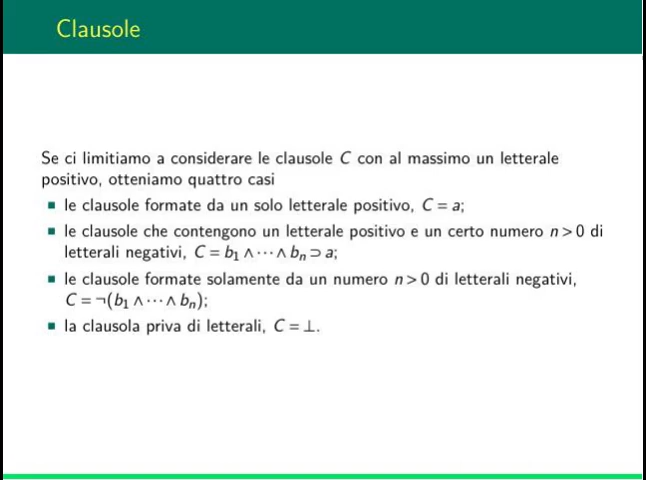 Clausole
Se ci limitiamo a considerare le clausole C con al massimo un letterale
positivo, otteniamo quattro casi
le clausole formate da un solo letterale positivo, C = a;
le clausole che contengono un letterale positivo e un certo numero n > 0 di
letterali negativi, C = b₁ ∧ ⋯ ∧ bₙ ⊃ a;
le clausole formate solamente da un numero n > 0 di letterali negativi,
C = ¬(b₁ ∧ ⋯ ∧ bₙ);
la clausola priva di letterali, C = ⊥.